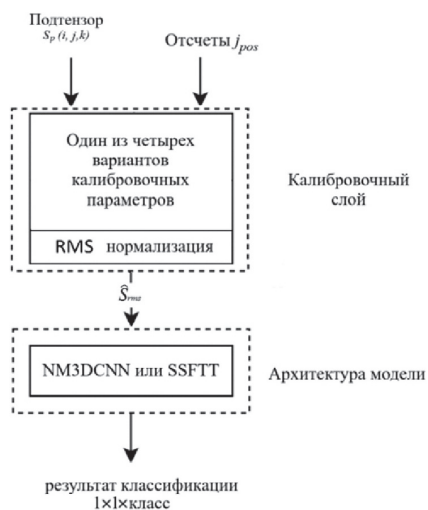 Подтензор
Sₚ (i, j,k)
Отсчеты jₚₒₛ
Один из четырех
вариантов
калибровочных
параметров
RMS нормализация
Калибровочный
слой
Ŝᵣₘₛ
NM3DCNN или SSFTT
Архитектура модели
результат классификации
1×1×класс